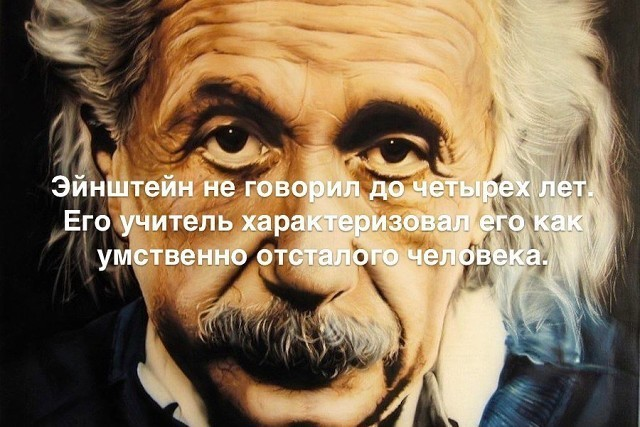 Эйнштейн не говорил до четырех лет.
Его учитель характеризовал его как
умственно отсталого человека.